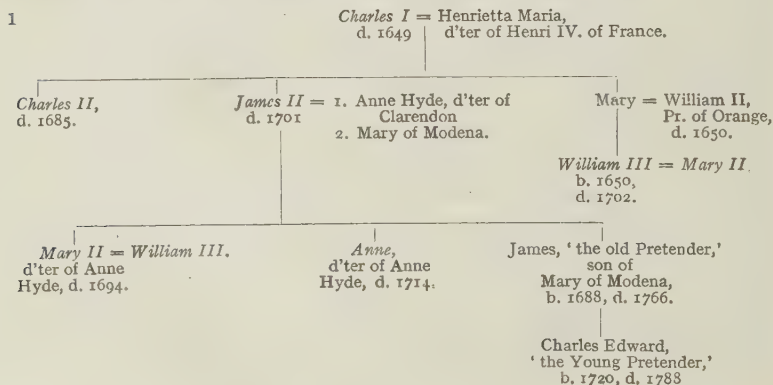 1
Charles I = Henrietta Maria,
d. 1649 d'ter of Henri IV. of France.
Charles II,
d. 1685.
James II = 1. Anne Hyde, d'ter of
d. 1701 Clarendon
2. Mary of Modena.
Mary = William II,
Pr. of Orange,
d. 1650.
William III = Mary II.
b. 1650,
d. 1702.
Mary II = William III.
d'ter of Anne
Hyde, d. 1694.
Anne,
d'ter of Anne
Hyde, d. 1714.
James, ‘ the old Pretender,’
son of
Mary of Modena,
b. 1688, d. 1766.
Charles Edward,
‘ the Young Pretender,’
b. 1720, d. 1788